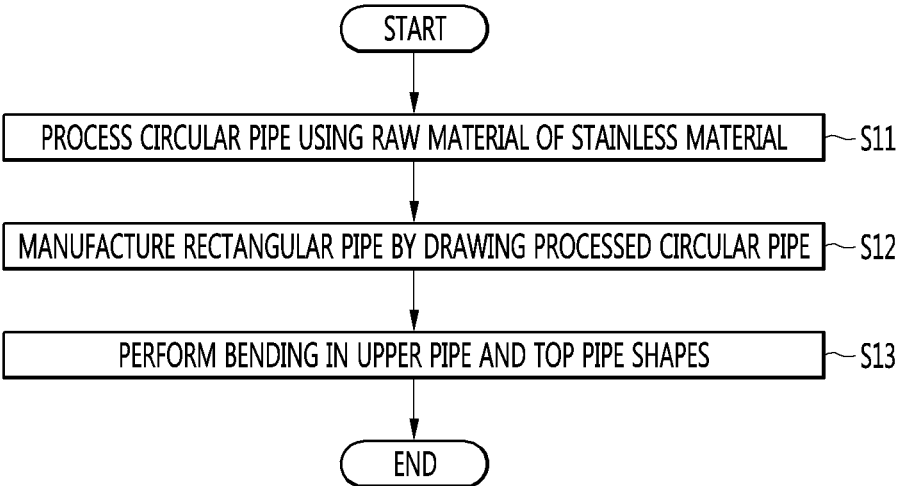 START
PROCESS CIRCULAR PIPE USING RAW MATERIAL OF STAINLESS MATERIAL
S11
MANUFACTURE RECTANGULAR PIPE BY DRAWING PROCESSED CIRCULAR PIPE
S12
PERFORM BENDING IN UPPER PIPE AND TOP PIPE SHAPES
S13
END